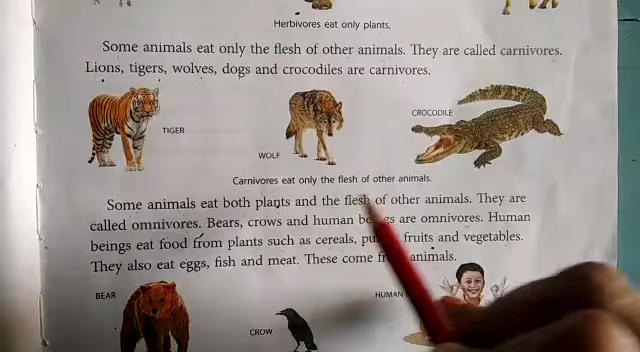 Herbivores eat only plants.
Some animals eat only the flesh of other animals. They are called carnivores.
Lions, tigers, wolves, dogs and crocodiles are carnivores.
CROCODILE
TIGER
WOLF
Carnivores eat only the flesh of other animals.
Some animals eat both plants and the flesh of other animals. They are
called omnivores. Bears, crows and human are omnivores. Human
beings eat food from plants such as cereals, fruits and vegetables.
They also eat eggs, fish and meat. These come animals.
BEAR
HUMAN
CROW